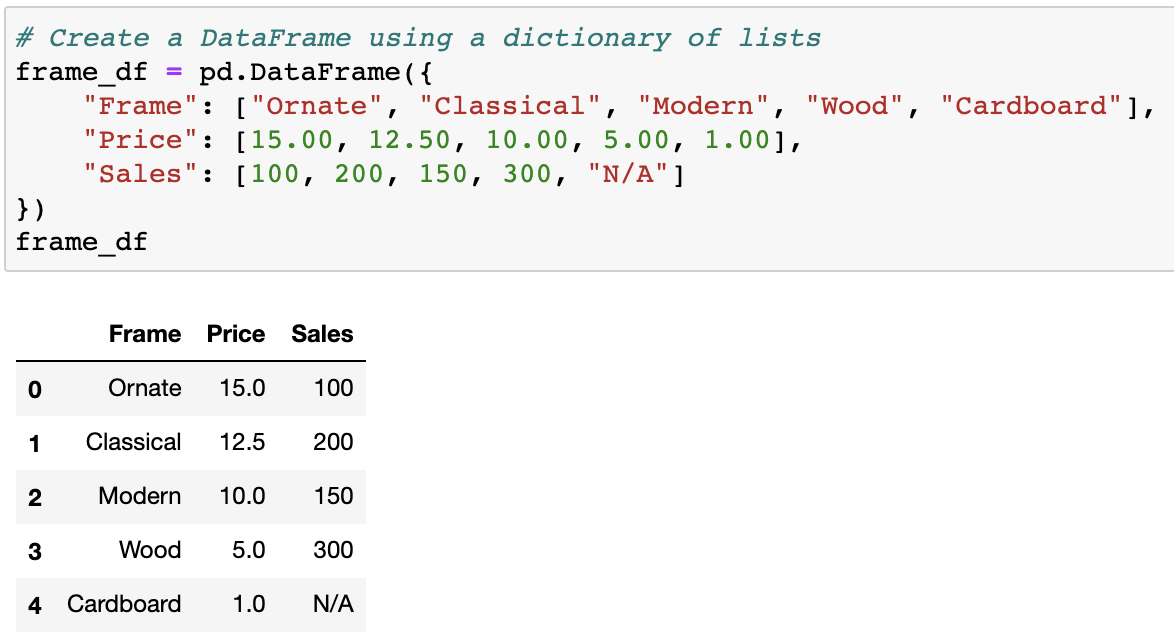 # Create a DataFrame using a dictionary of lists
frame_df = pd.DataFrame({
    "Frame": ["Ornate", "Classical", "Modern", "Wood", "Cardboard"],
    "Price": [15.00, 12.50, 10.00, 5.00, 1.00],
    "Sales": [100, 200, 150, 300, "N/A"]
})
frame_df
Frame Price Sales
0 Ornate 15.0 100
1 Classical 12.5 200
2 Modern 10.0 150
3 Wood 5.0 300
4 Cardboard 1.0 N/A